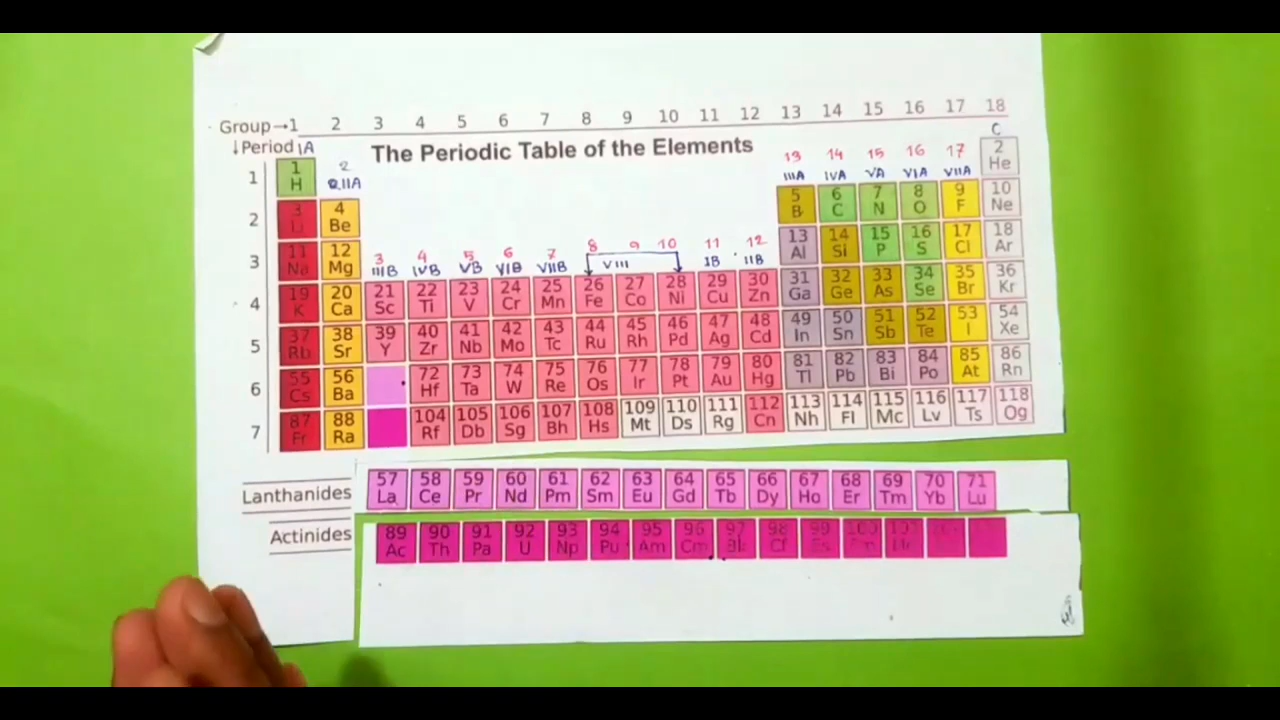 Group→1 2 3 4 5 6 7 8 9 10 11 12 13 14 15 16 17 18
↓Period IA
The Periodic Table of the Elements
2
IIA
13 14 15 16 17
IIIA IVA VA VIA VIIA
1 1 H 2 He
2 3 Li 4 Be 5 B 6 C 7 N 8 O 9 F 10 Ne
3 11 Na 12 Mg 13 Al 14 Si 15 P 16 S 17 Cl 18 Ar
3 4 5 6 7 8 9 10 11 12
IIIB IVB VB VIB VIIB VIII IB IIB
4 19 K 20 Ca 21 Sc 22 Ti 23 V 24 Cr 25 Mn 26 Fe 27 Co 28 Ni 29 Cu 30 Zn 31 Ga 32 Ge 33 As 34 Se 35 Br 36 Kr
5 37 Rb 38 Sr 39 Y 40 Zr 41 Nb 42 Mo 43 Tc 44 Ru 45 Rh 46 Pd 47 Ag 48 Cd 49 In 50 Sn 51 Sb 52 Te 53 I 54 Xe
6 55 Cs 56 Ba 72 Hf 73 Ta 74 W 75 Re 76 Os 77 Ir 78 Pt 79 Au 80 Hg 81 Tl 82 Pb 83 Bi 84 Po 85 At 86 Rn
7 87 Fr 88 Ra 104 Rf 105 Db 106 Sg 107 Bh 108 Hs 109 Mt 110 Ds 111 Rg 112 Cn 113 Nh 114 Fl 115 Mc 116 Lv 117 Ts 118 Og
Lanthanides 57 La 58 Ce 59 Pr 60 Nd 61 Pm 62 Sm 63 Eu 64 Gd 65 Tb 66 Dy 67 Ho 68 Er 69 Tm 70 Yb 71 Lu
Actinides 89 Ac 90 Th 91 Pa 92 U 93 Np 94 Pu 95 Am 96 Cm 97 Bk 98 Cf 99 Es 100 Fm 101